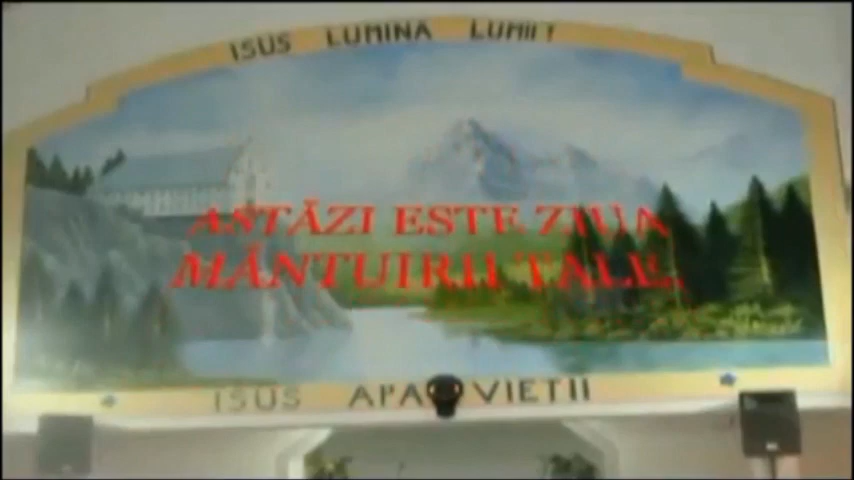 ISUS LUMINA LUMII!
ASTĂZI ESTE ZIUA
MÂNTUIRII TALE.
ISUS APA VIETII